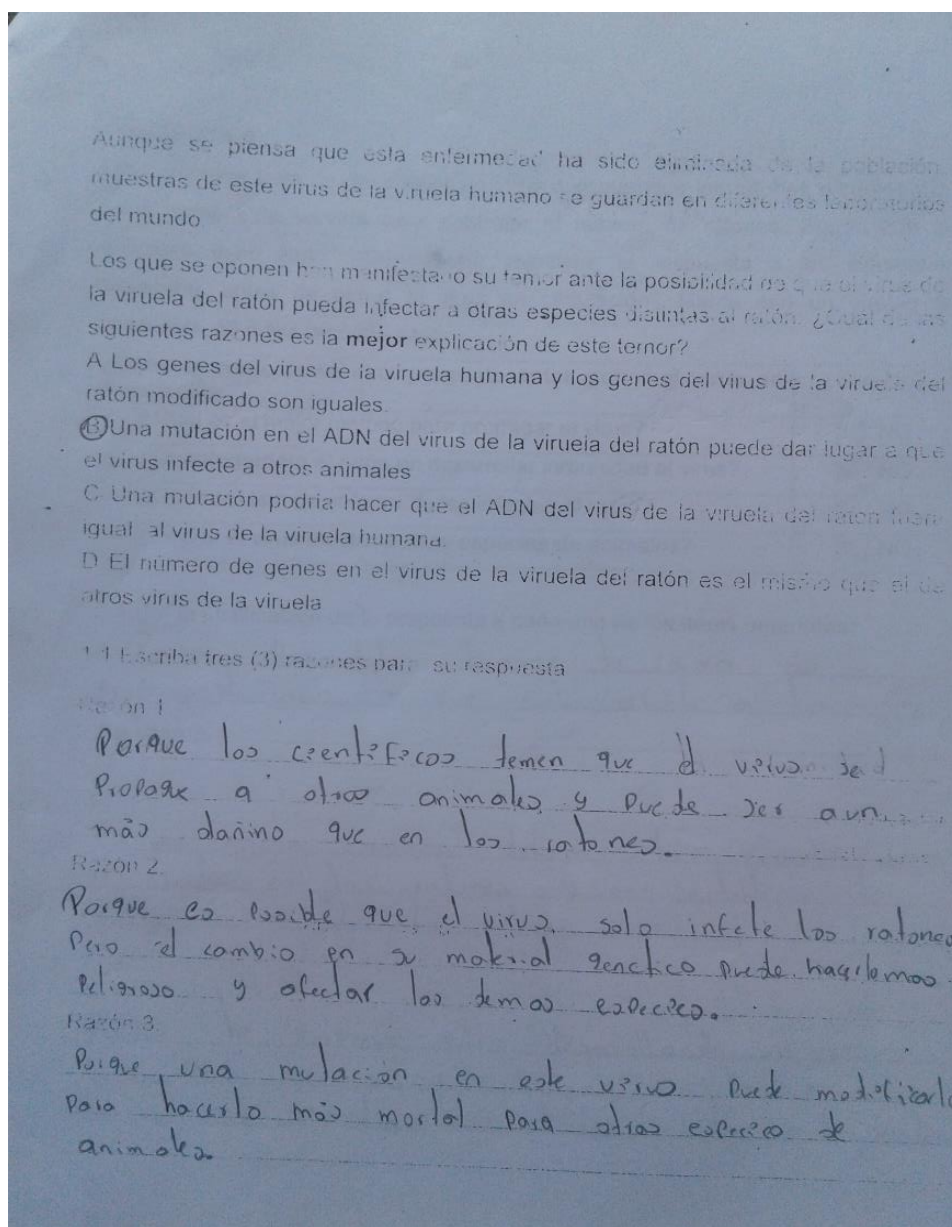 Aunque se piensa que esta enfermedad ha sido eliminada de la población,
muestras de este virus de la viruela humano se guardan en diferentes laboratorios
del mundo
Los que se oponen han manifestado su temor ante la posibilidad de que el virus de
la viruela del ratón pueda infectar a otras especies distintas al ratón. ¿Cual de las
siguientes razones es la mejor explicación de este temor?
A Los genes del virus de la viruela humana y los genes del virus de la viruela del
ratón modificado son iguales.
B Una mutación en el ADN del virus de la viruela del ratón puede dar lugar a que
el virus infecte a otros animales
C Una mutación podria hacer que el ADN del virus de la viruela del ratón fuera
igual al virus de la viruela humana.
D El número de genes en el virus de la viruela del ratón es el mismo que el de
otros virus de la viruela
1.1 Escriba tres (3) razones para su respuesta
Razón 1
Porque los cientificos temen que el virus se
Propague a otros animales y puede ser aun
más dañino que en los ratones.
Razón 2.
Porque es posible que el virus solo infecte los ratones
Pero el cambio en su material genetico puede hacerlo mas
Peligroso y afectar las demas especies.
Razón 3
Porque una mutación en este virus puede modificarlo
Para hacerlo más mortal para otras especies de
animales.